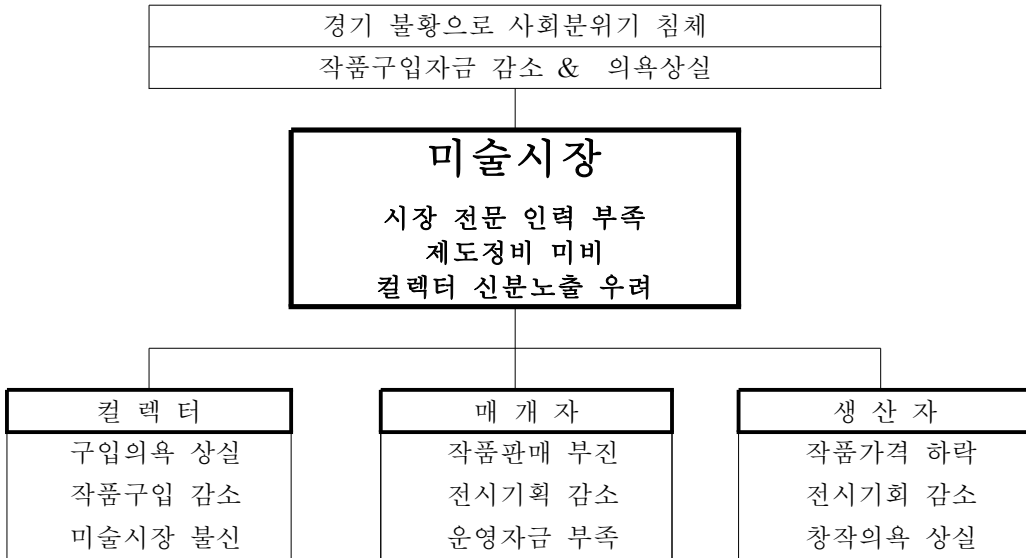 경기 불황으로 사회분위기 침체
작품구입자금 감소 & 의욕상실
미술시장
시장 전문 인력 부족
제도정비 미비
컬렉터 신분노출 우려
컬 렉 터
구입의욕 상실
작품구입 감소
미술시장 불신
매 개 자
작품판매 부진
전시기획 감소
운영자금 부족
생 산 자
작품가격 하락
전시기회 감소
창작의욕 상실